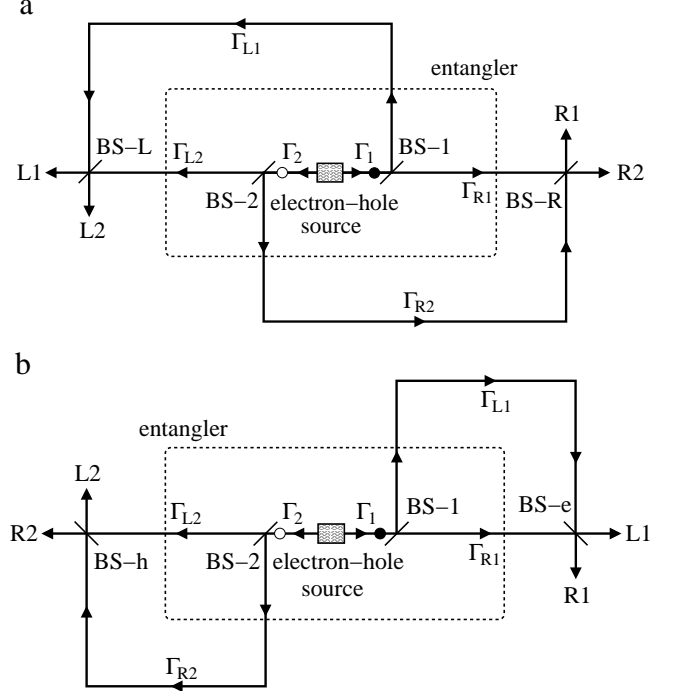 a
ΓL1
entangler
R1
BS−L
ΓL2
Γ2
Γ1
BS−1
L1
R2
BS−2
electron−hole
source
ΓR1
BS−R
L2
ΓR2
b
ΓL1
entangler
L2
ΓL2
Γ2
Γ1
BS−1
BS−e
R2
L1
BS−h
BS−2
electron−hole
source
ΓR1
R1
ΓR2